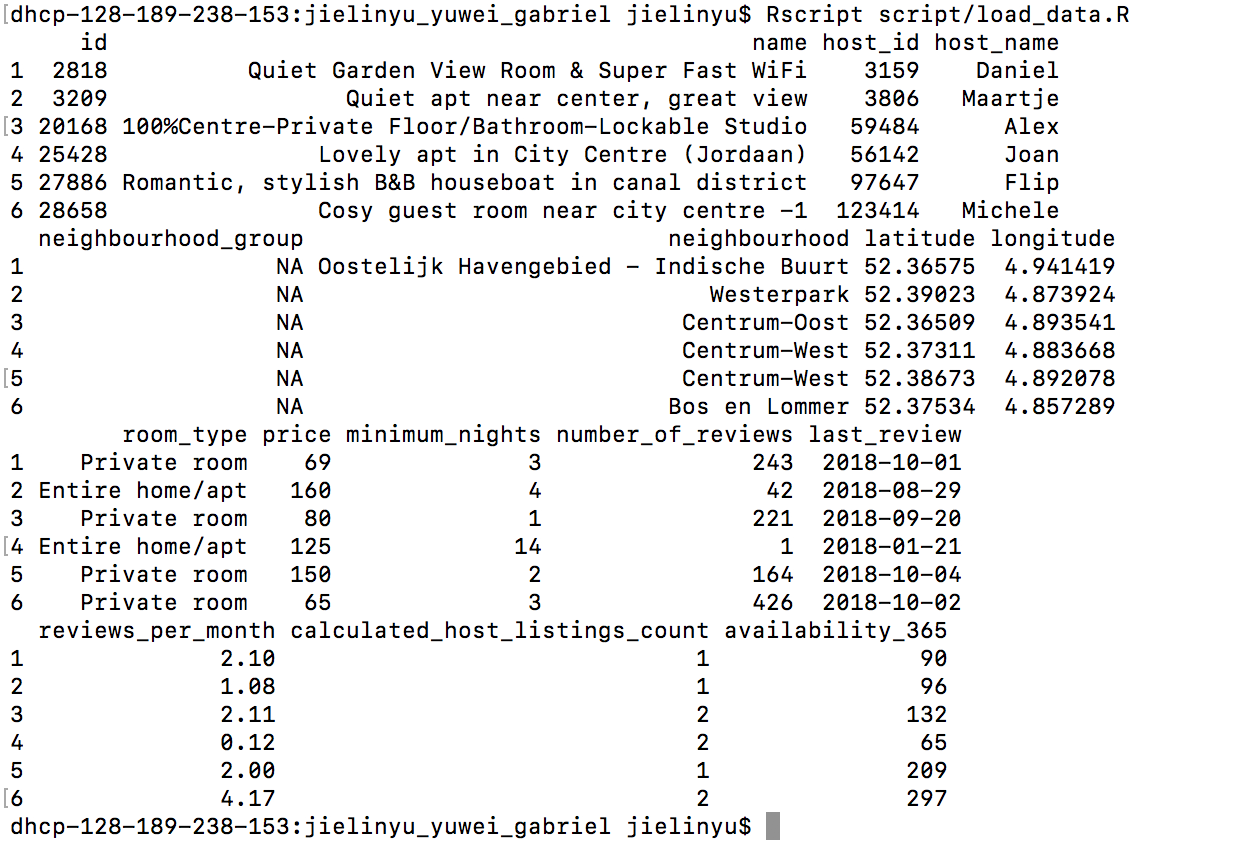 [dhcp-128-189-238-153:jielinyu_yuwei_gabriel jielinyu$ Rscript script/load_data.R
     id                                              name host_id host_name
1  2818          Quiet Garden View Room & Super Fast WiFi    3159    Daniel
2  3209                 Quiet apt near center, great view    3806   Maartje
[3 20168 100%Centre-Private Floor/Bathroom-Lockable Studio   59484      Alex
4 25428               Lovely apt in City Centre (Jordaan)   56142      Joan
5 27886 Romantic, stylish B&B houseboat in canal district   97647      Flip
6 28658               Cosy guest room near city centre -1  123414   Michele
  neighbourhood_group                          neighbourhood latitude longitude
1                  NA Oostelijk Havengebied - Indische Buurt 52.36575  4.941419
2                  NA                             Westerpark 52.39023  4.873924
3                  NA                           Centrum-Oost 52.36509  4.893541
4                  NA                           Centrum-West 52.37311  4.883668
[5                  NA                           Centrum-West 52.38673  4.892078
6                  NA                          Bos en Lommer 52.37534  4.857289
        room_type price minimum_nights number_of_reviews last_review
1    Private room    69              3               243  2018-10-01
2 Entire home/apt   160              4                42  2018-08-29
3    Private room    80              1               221  2018-09-20
[4 Entire home/apt   125             14                 1  2018-01-21
5    Private room   150              2               164  2018-10-04
6    Private room    65              3               426  2018-10-02
  reviews_per_month calculated_host_listings_count availability_365
1              2.10                              1               90
2              1.08                              1               96
3              2.11                              2              132
4              0.12                              2               65
5              2.00                              1              209
[6              4.17                              2              297
dhcp-128-189-238-153:jielinyu_yuwei_gabriel jielinyu$